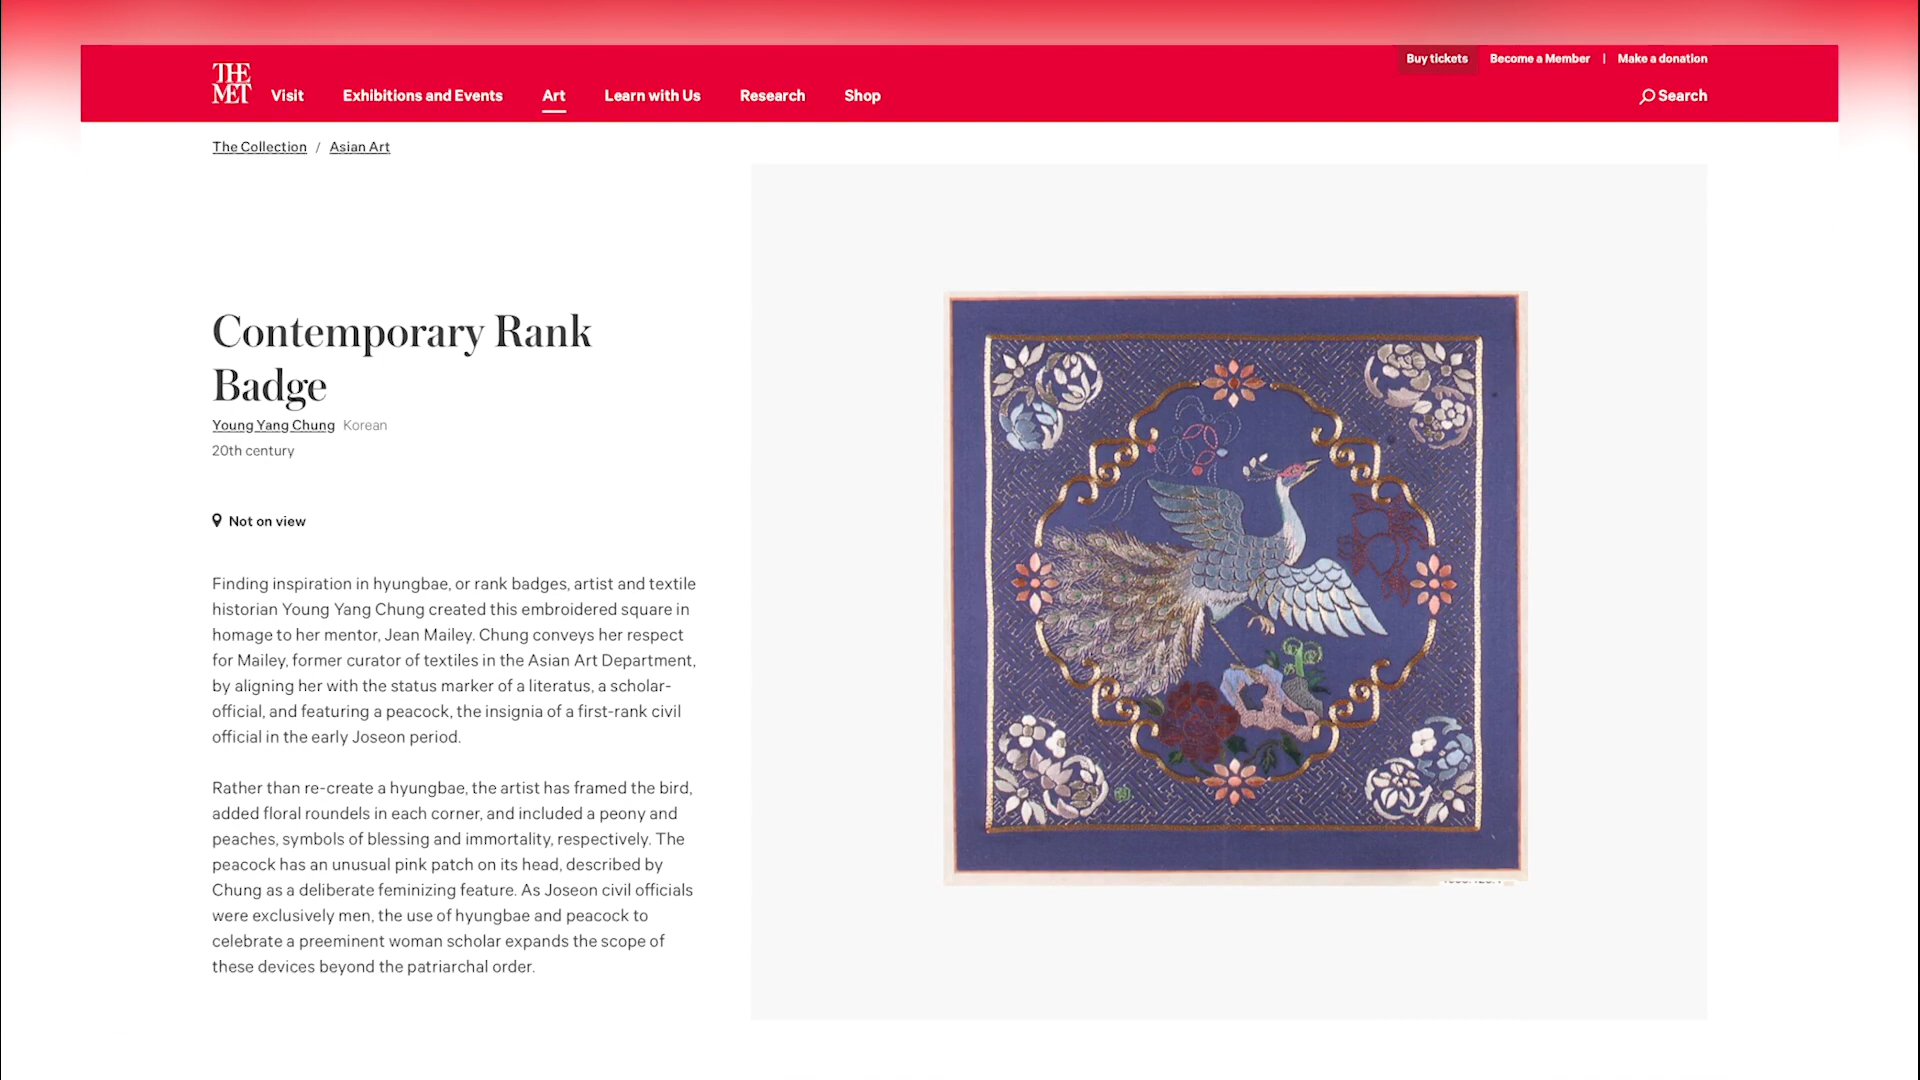 Buy tickets Become a Member | Make a donation
THE
MET
Visit Exhibitions and Events Art Learn with Us Research Shop Search
The Collection / Asian Art
Contemporary Rank
Badge
Young Yang Chung Korean
20th century
Not on view
Finding inspiration in hyungbae, or rank badges, artist and textile
historian Young Yang Chung created this embroidered square in
homage to her mentor, Jean Mailey. Chung conveys her respect
for Mailey, former curator of textiles in the Asian Art Department,
by aligning her with the status marker of a literatus, a scholar-
official, and featuring a peacock, the insignia of a first-rank civil
official in the early Joseon period.
Rather than re-create a hyungbae, the artist has framed the bird,
added floral roundels in each corner, and included a peony and
peaches, symbols of blessing and immortality, respectively. The
peacock has an unusual pink patch on its head, described by
Chung as a deliberate feminizing feature. As Joseon civil officials
were exclusively men, the use of hyungbae and peacock to
celebrate a preeminent woman scholar expands the scope of
these devices beyond the patriarchal order.